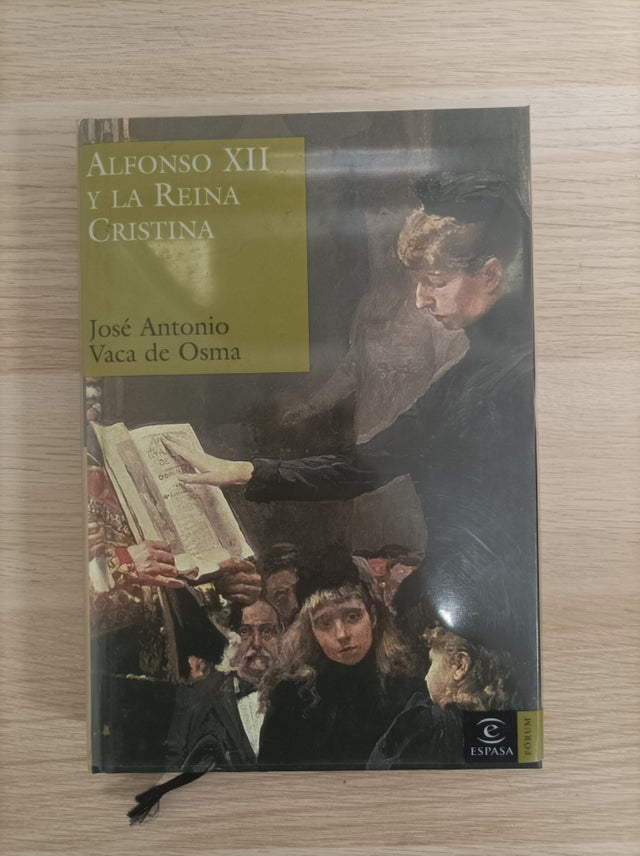 ALFONSO XII
Y LA REINA
CRISTINA
José Antonio
Vaca de Osma
e
ESPASA
FÓRUM